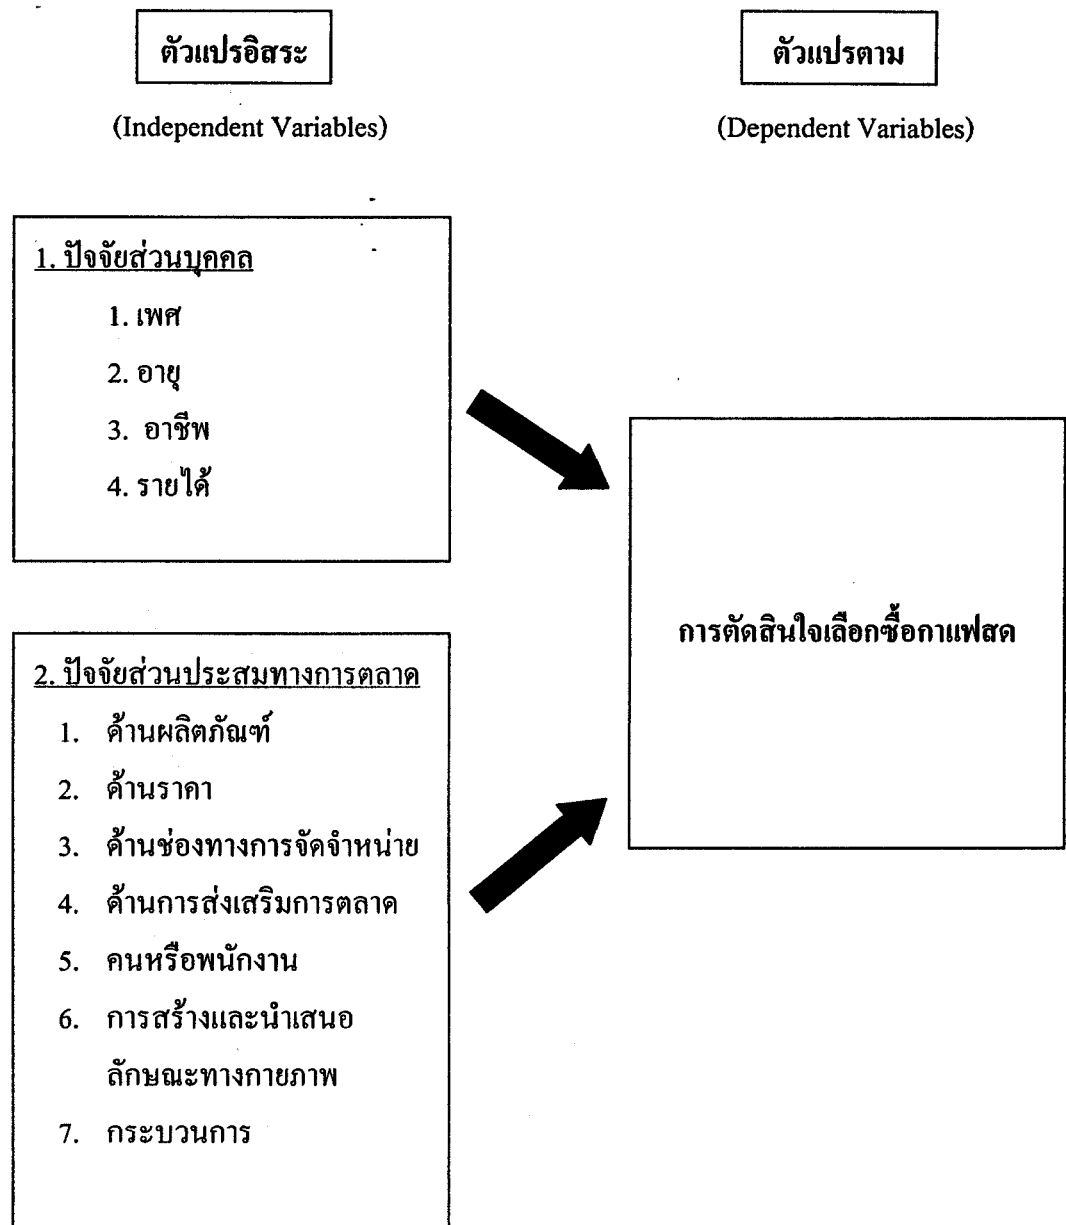 ตัวแปรอิสระ
(Independent Variables)
ตัวแปรตาม
(Dependent Variables)
1. ปัจจัยส่วนบุคคล
1. เพศ
2. อายุ
3. อาชีพ
4. รายได้
2. ปัจจัยส่วนประสมทางการตลาด
1. ด้านผลิตภัณฑ์
2. ด้านราคา
3. ด้านช่องทางการจัดจำหน่าย
4. ด้านการส่งเสริมการตลาด
5. คนหรือพนักงาน
6. การสร้างและนำเสนอ
ลักษณะทางกายภาพ
7. กระบวนการ
การตัดสินใจเลือกซื้อกาแฟสด